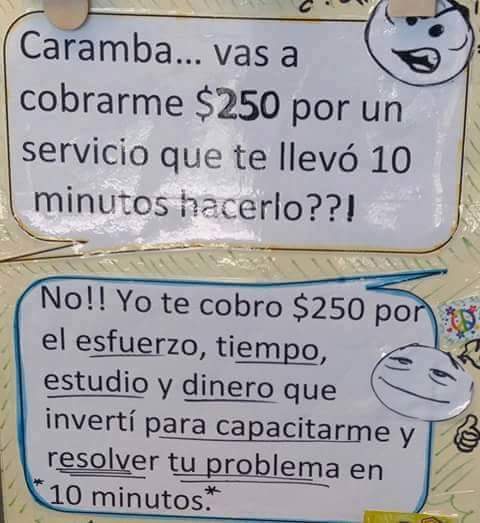 Caramba... vas a
cobrarme $250 por un
servicio que te llevó 10
minutos hacerlo??!
No!! Yo te cobro $250 por
el esfuerzo, tiempo,
estudio y dinero que
invertí para capacitarme y
resolver tu problema en
*10 minutos.*